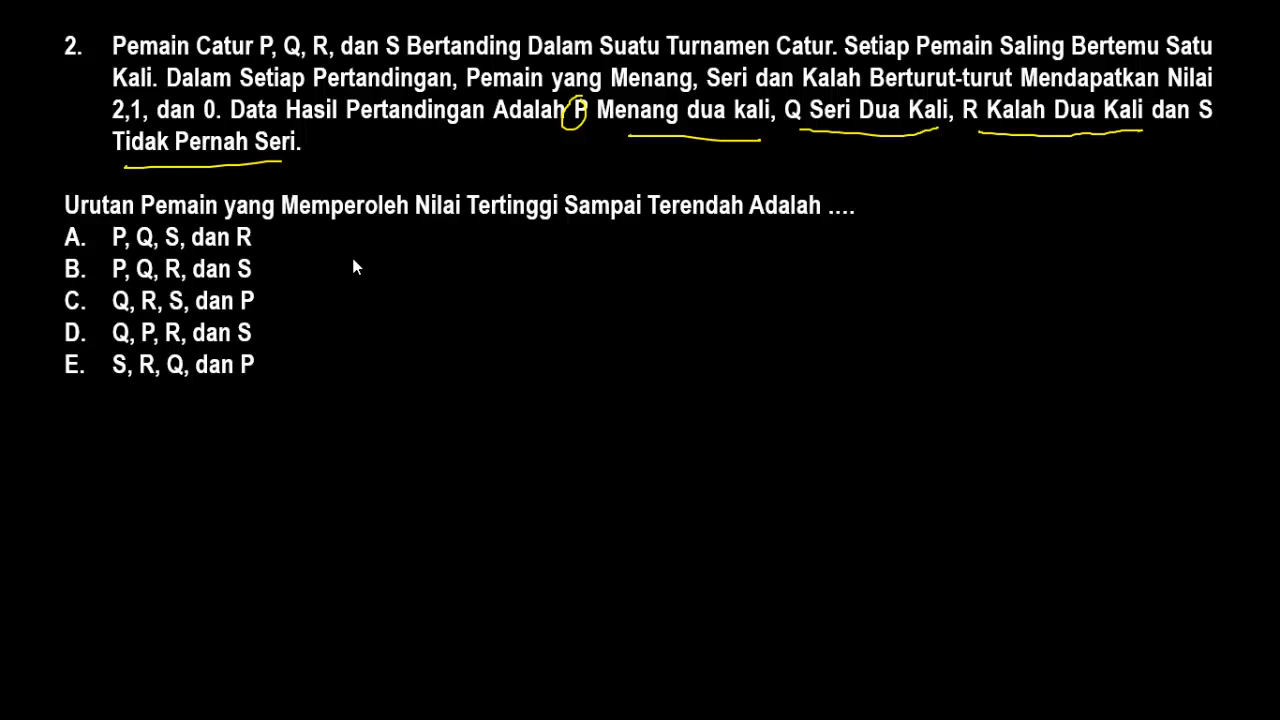 2. Pemain Catur P, Q, R, dan S Bertanding Dalam Suatu Turnamen Catur. Setiap Pemain Saling Bertemu Satu
Kali. Dalam Setiap Pertandingan, Pemain yang Menang, Seri dan Kalah Berturut-turut Mendapatkan Nilai
2,1, dan 0. Data Hasil Pertandingan Adalah P Menang dua kali, Q Seri Dua Kali, R Kalah Dua Kali dan S
Tidak Pernah Seri.
Urutan Pemain yang Memperoleh Nilai Tertinggi Sampai Terendah Adalah ....
A. P, Q, S, dan R
B. P, Q, R, dan S
C. Q, R, S, dan P
D. Q, P, R, dan S
E. S, R, Q, dan P